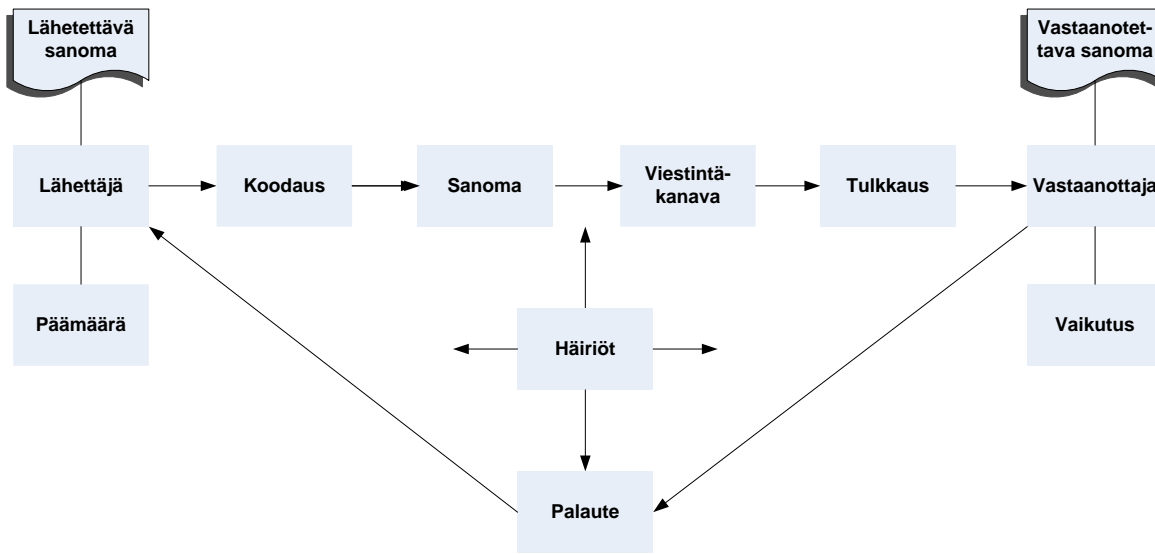 Lähetettävä
sanoma
Vastaanotet-
tava sanoma
Lähettäjä
Koodaus
Sanoma
Viestintä-
kanava
Tulkkaus
Vastaanottaja
Päämäärä
Häiriöt
Vaikutus
Palaute